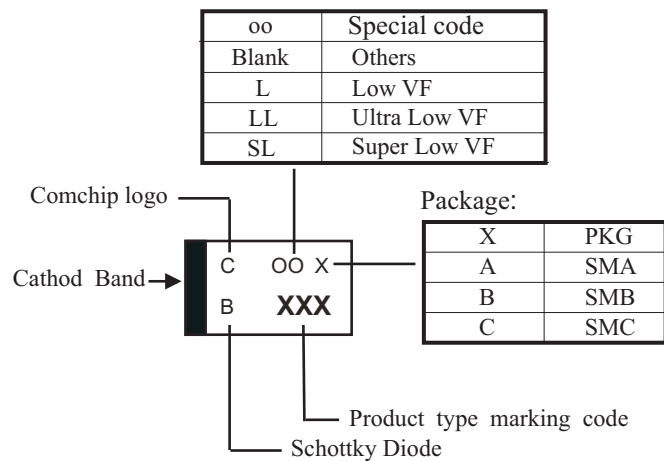 oo Special code
Blank Others
L Low VF
LL Ultra Low VF
SL Super Low VF
Comchip logo
Package:
X PKG
A SMA
B SMB
C SMC
Cathod Band
C OO X
B XXX
Product type marking code
Schottky Diode